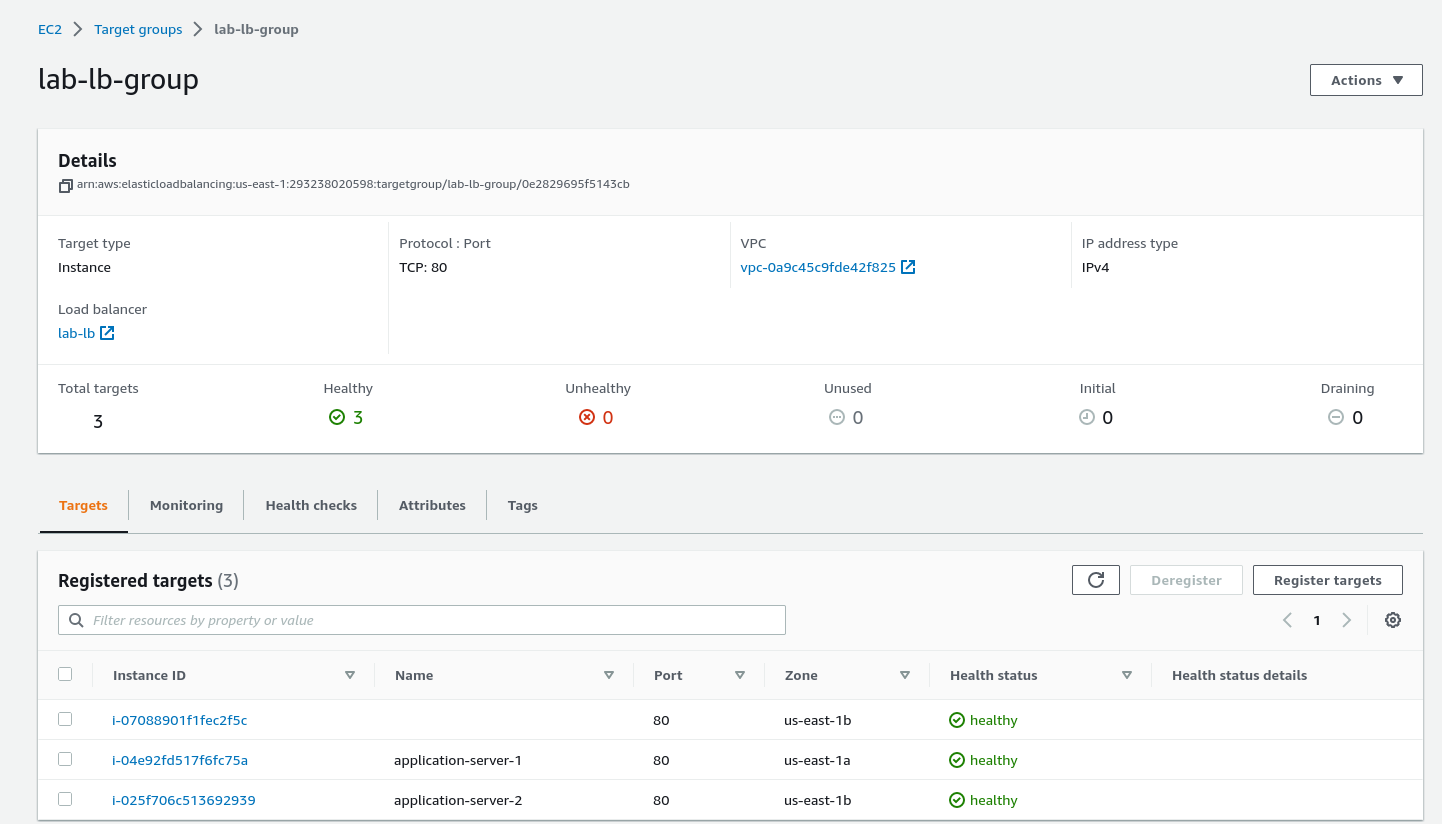 EC2 > Target groups > lab-lb-group
lab-lb-group
Actions
Details
arn:aws:elasticloadbalancing:us-east-1:293238020598:targetgroup/lab-lb-group/0e2829695f5143cb
Target type Protocol : Port VPC IP address type
Instance TCP: 80 vpc-0a9c45c9fde42f825 IPv4
Load balancer
lab-lb
Total targets Healthy Unhealthy Unused Initial Draining
3 3 0 0 0 0
Targets Monitoring Health checks Attributes Tags
Registered targets (3) Deregister Register targets
Filter resources by property or value 1
Instance ID Name Port Zone Health status Health status details
i-07088901f1fec2f5c 80 us-east-1b healthy
i-04e92fd517f6fc75a application-server-1 80 us-east-1a healthy
i-025f706c513692939 application-server-2 80 us-east-1b healthy